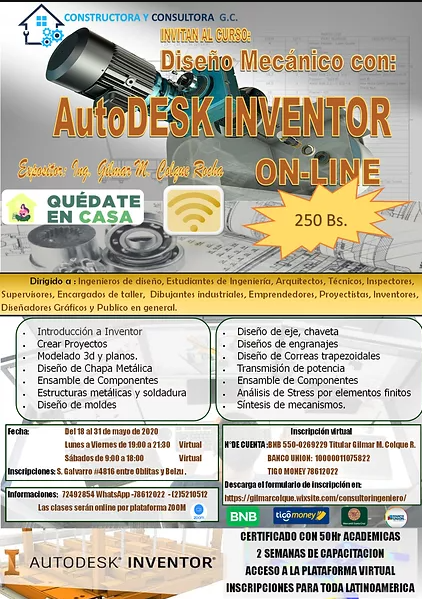 CONSTRUCTORA Y CONSULTORA G.C.
INVITAN AL CURSO:
Diseño Mecánico con:
AutoDESK INVENTOR
Expositor: Ing. Gilmar M. Colque Rocha
ON-LINE
QUÉDATE
EN CASA
250 Bs.
Dirigido a : Ingenieros de diseño, Estudiantes de Ingeniería, Arquitectos, Técnicos, Inspectores,
Supervisores, Encargados de taller, Dibujantes industriales, Emprendedores, Proyectistas, Inventores,
Diseñadores Gráficos y Publico en general.
• Introducción a Inventor
• Crear Proyectos
• Modelado 3d y planos.
• Diseño de Chapa Metálica
• Ensamble de Componentes
• Estructuras metálicas y soldadura
• Diseño de moldes
• Diseño de eje, chaveta
• Diseños de engranajes
• Diseño de Correas trapezoidales
• Transmisión de potencia
• Ensamble de Componentes
• Análisis de Stress por elementos finitos
• Síntesis de mecanismos.
Fecha: Del 18 al 31 de mayo de 2020
Lunes a Viernes de 19:00 a 21:30 Virtual
Sábados de 9:00 a 18:00 Virtual
Inscripciones: S. Galvarro #4816 entre Oblitas y Belzu .
Informaciones: 72492854 WhatsApp -78612022 -(2)5210512
Las clases serán online por plataforma ZOOM
zoom
Inscripción virtual
N°DE CUENTA :BNB 550-0269229 Titular Gilmar M. Colque R.
BANCO UNION: 10000011075822
TIGO MONEY 78612022
Descarga el formulario de inscripción en:
https://gilmarcolque.wixsite.com/consultoringeniero/
BNB
tigo money
AUTODESK® INVENTOR®
CERTIFICADO CON 50Hr ACADEMICAS
2 SEMANAS DE CAPACITACION
ACCESO A LA PLATAFORMA VIRTUAL
INSCRIPCIONES PARA TODA LATINOAMERICA